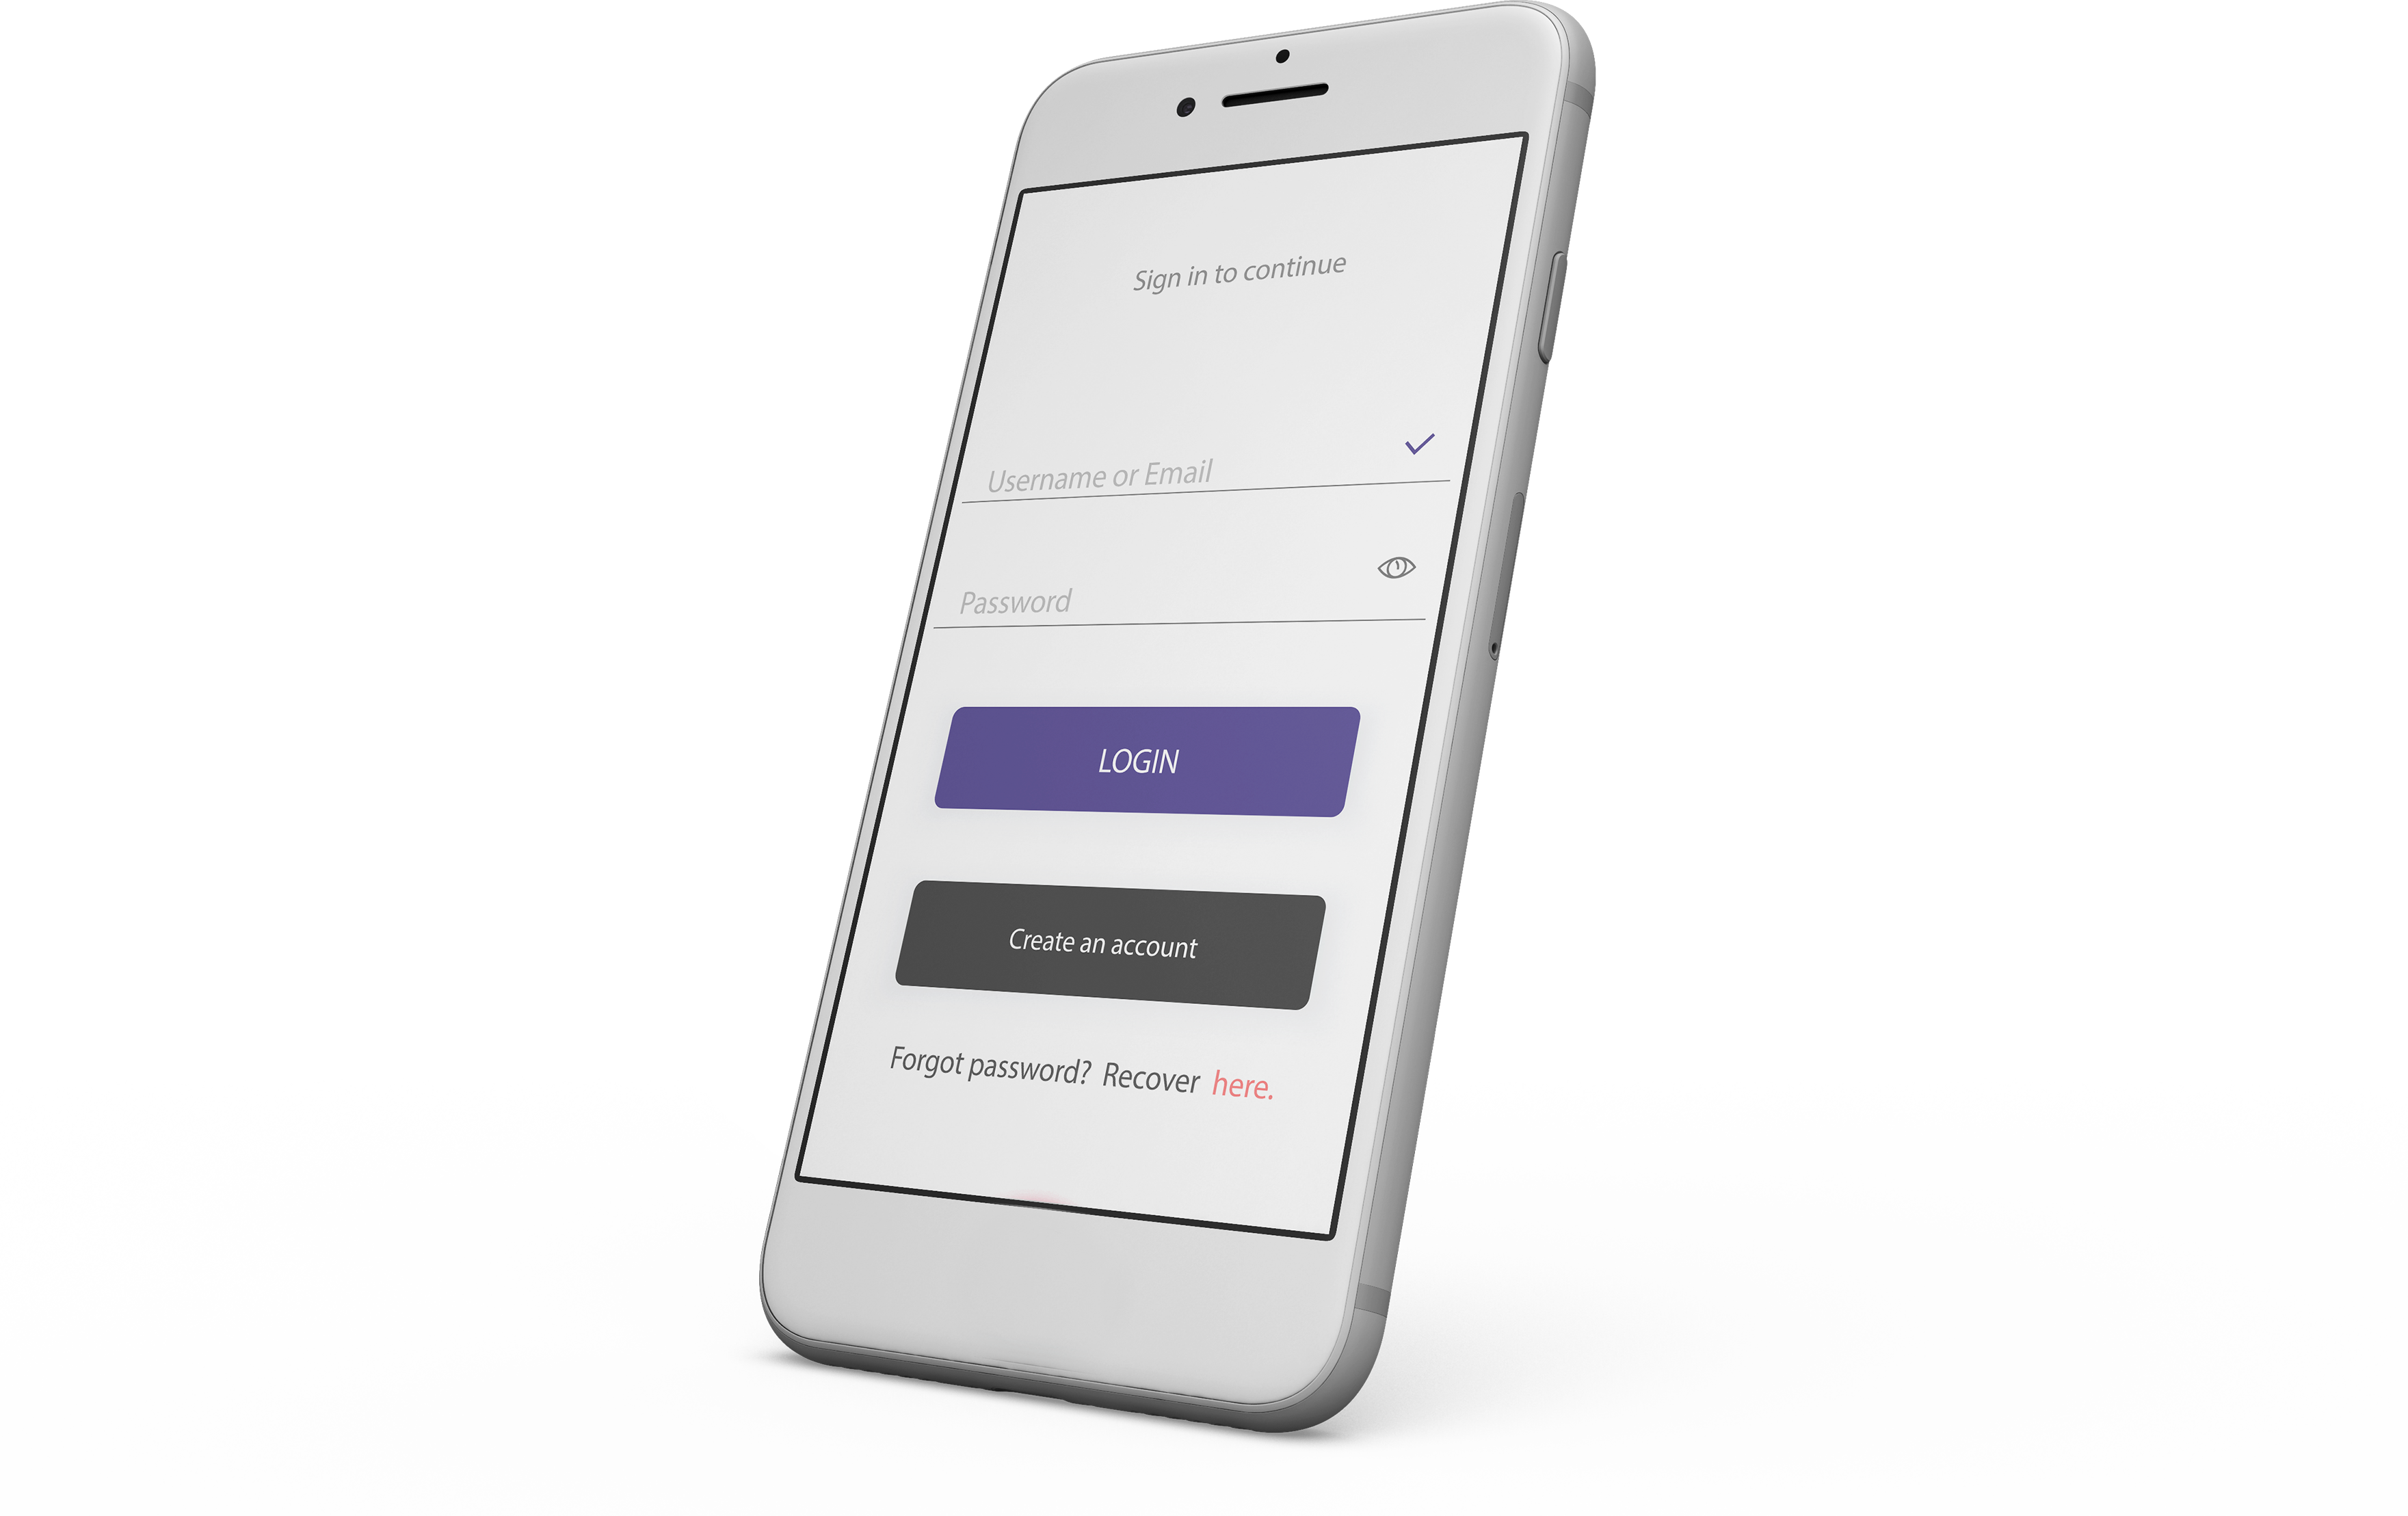 Sign in to continue
Username or Email
Password
LOGIN
Create an account
Forgot password? Recover here.